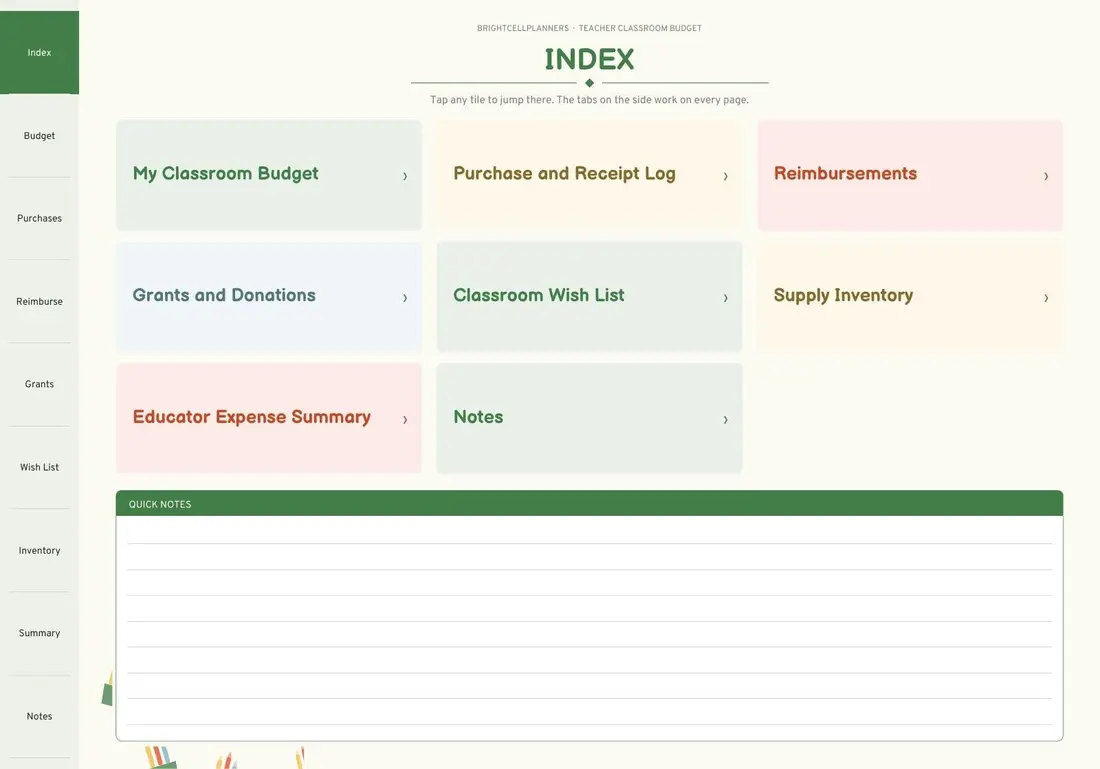 Index
Budget
Purchases
Reimburse
Grants
Wish List
Inventory
Summary
Notes
BRIGHTCELLPLANNERS · TEACHER CLASSROOM BUDGET
INDEX
Tap any tile to jump there. The tabs on the side work on every page.
My Classroom Budget ›
Purchase and Receipt Log ›
Reimbursements ›
Grants and Donations ›
Classroom Wish List ›
Supply Inventory ›
Educator Expense Summary ›
Notes ›
QUICK NOTES